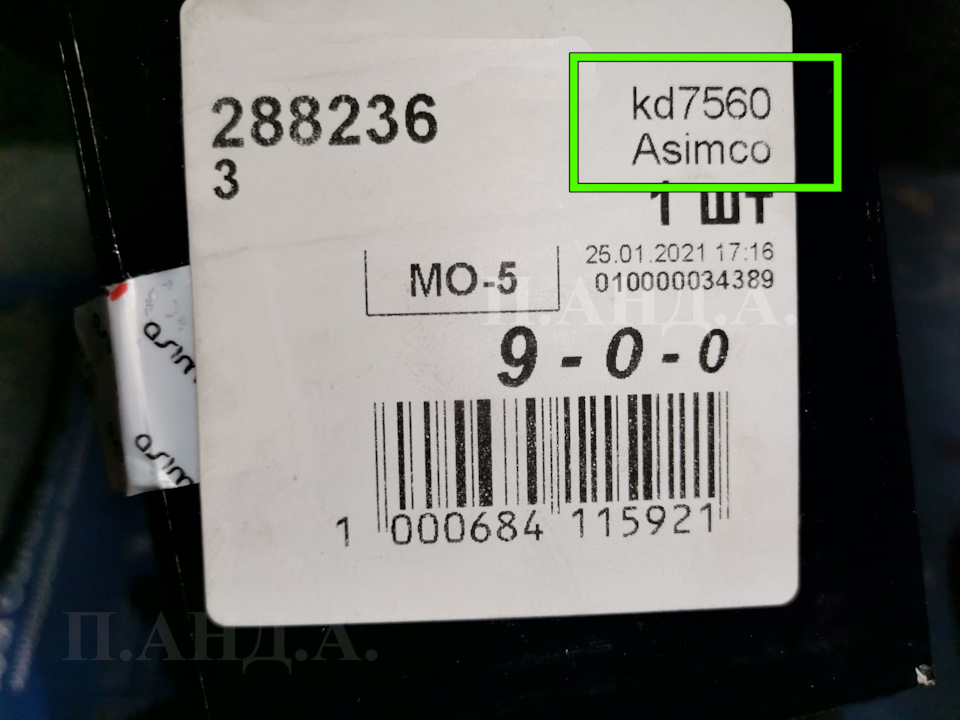 288236
3
kd7560
Asimco
1 шт
25.01.2021 17:16
010000034389
МО-5
9-0-0
1 000684 115921
П.АНД.А.
П.АНД.А.